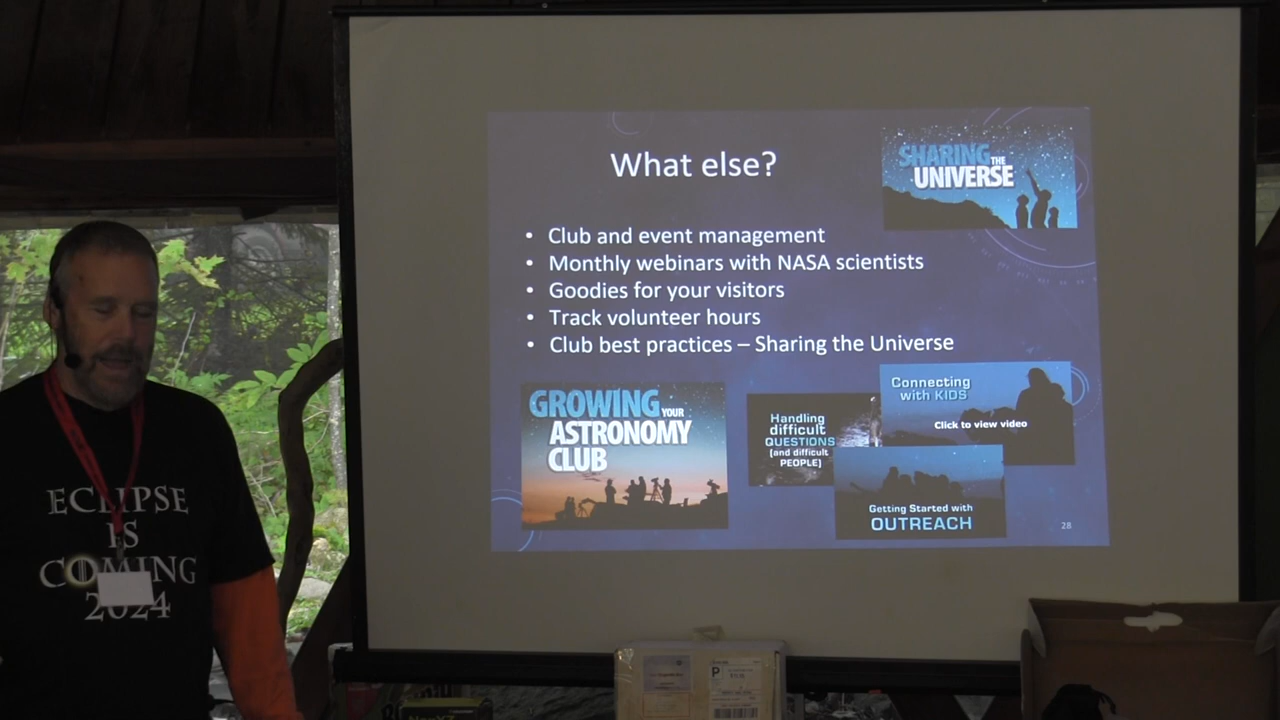 What else?
SHARING THE
UNIVERSE
• Club and event management
• Monthly webinars with NASA scientists
• Goodies for your visitors
• Track volunteer hours
• Club best practices – Sharing the Universe
GROWING YOUR
ASTRONOMY
CLUB
Handling
difficult
QUESTIONS
(and difficult
PEOPLE)
Connecting
with KIDS
Click to view video
Getting Started with
OUTREACH
28
ECLIPSE
IS
COMING
2024
P